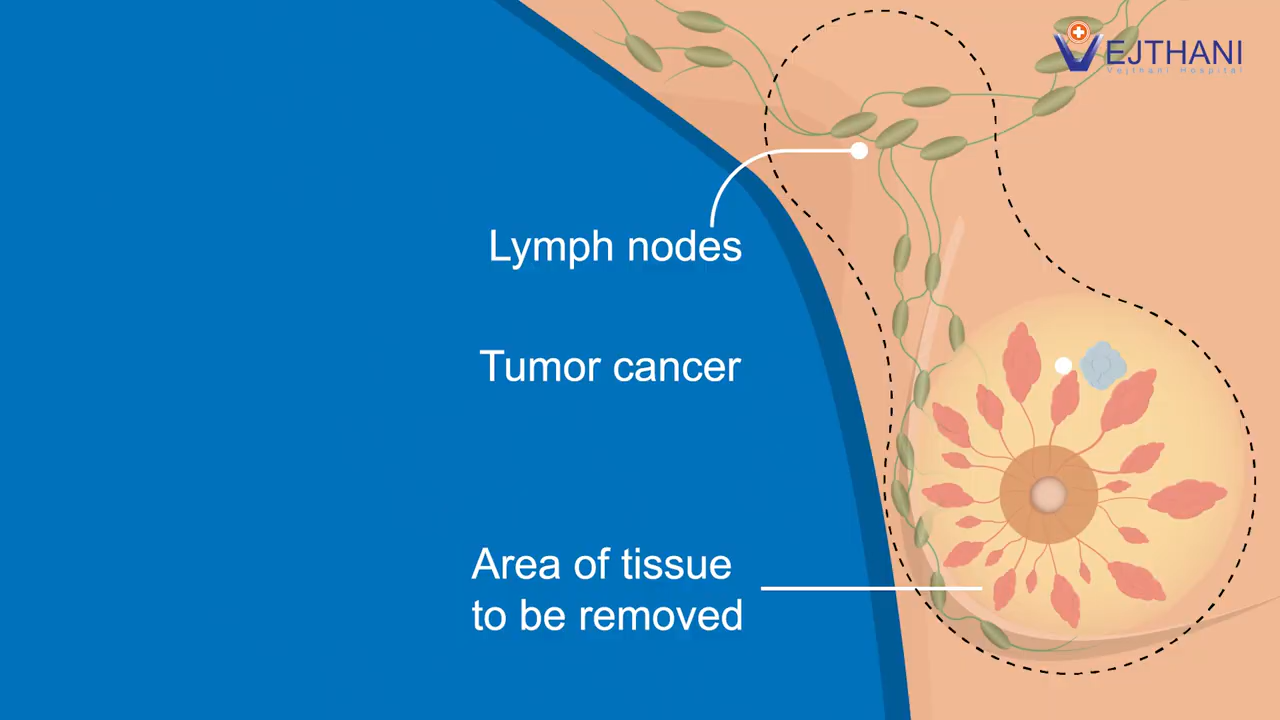 VEJTHANI
Vejthani Hospital
Lymph nodes
Tumor cancer
Area of tissue
to be removed